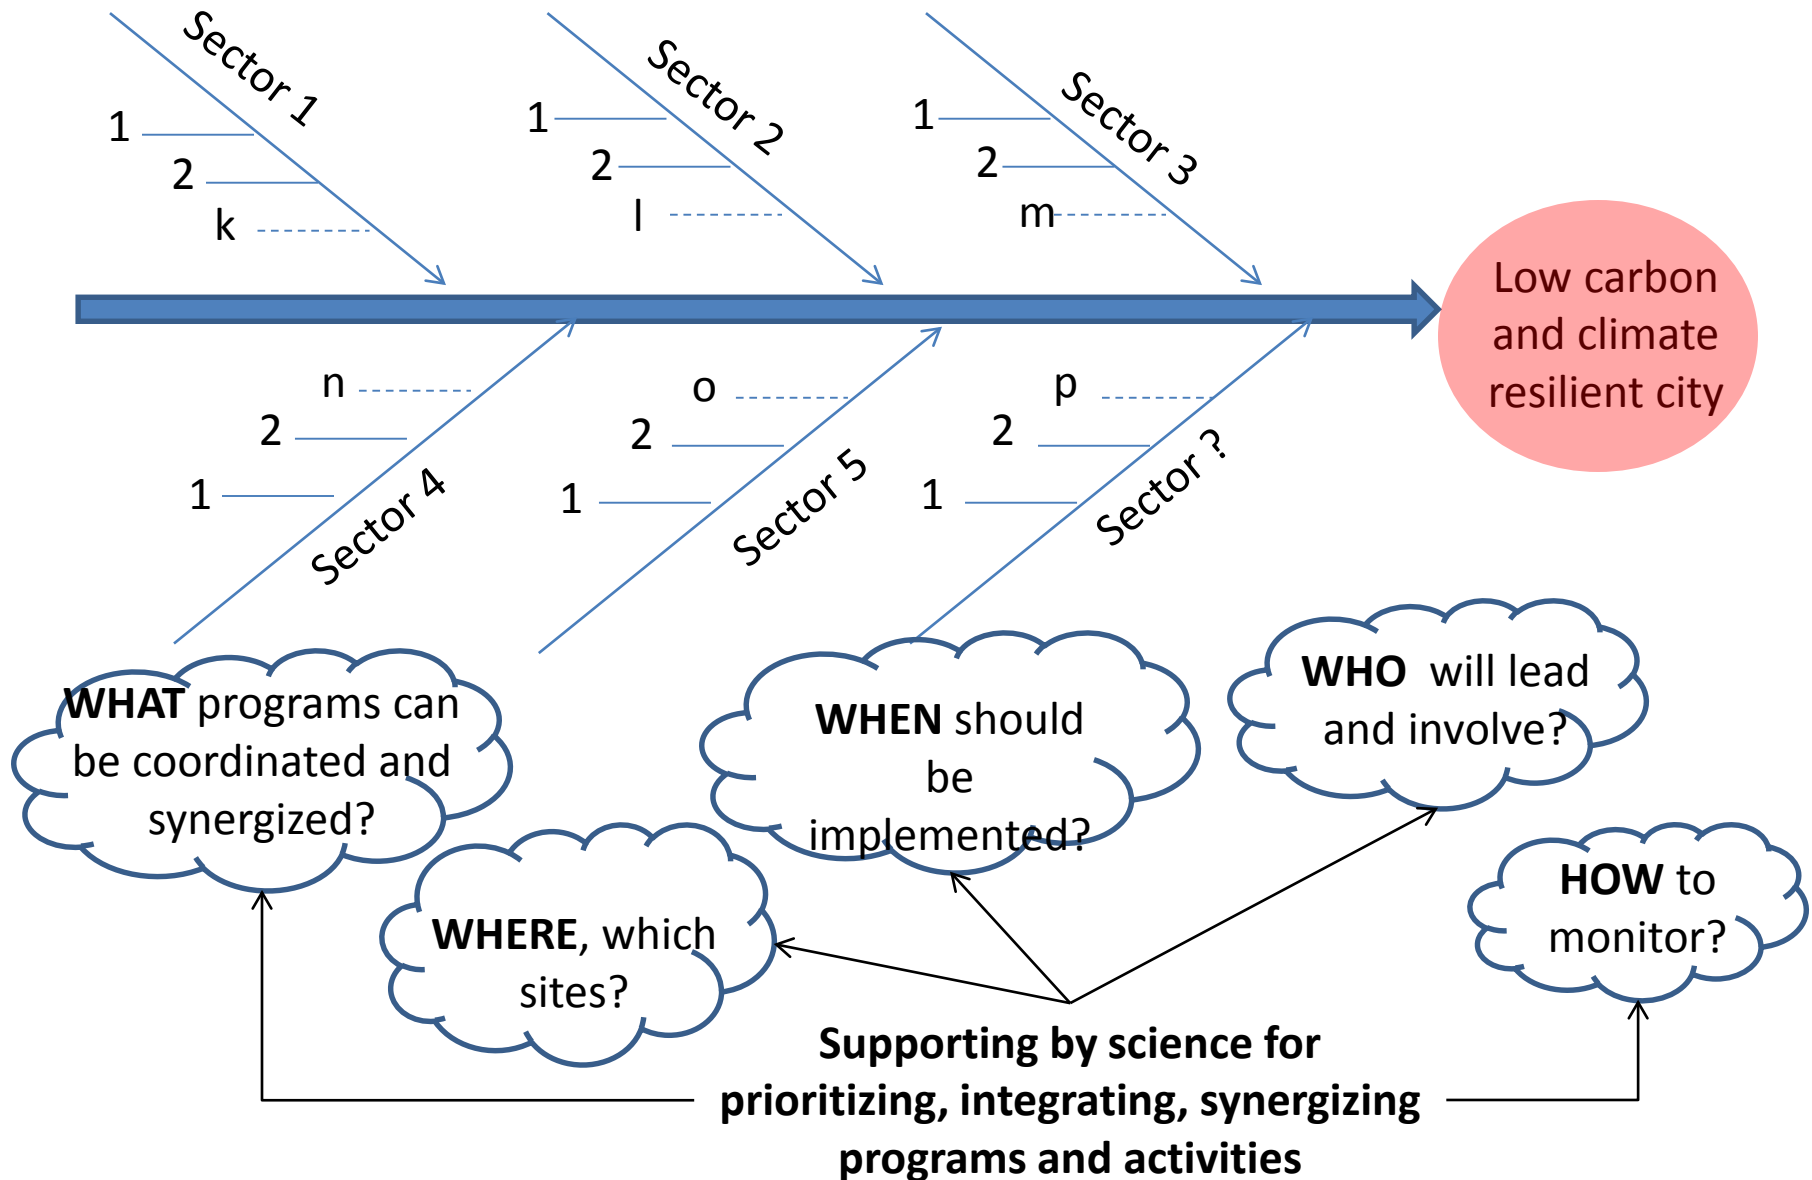 Sector 1
1
2
k
Sector 2
1
2
l
Sector 3
1
2
m
Low carbon
and climate
resilient city
n
2
1
Sector 4
o
2
1
Sector 5
p
2
1
Sector ?
WHAT programs can
be coordinated and
synergized?
WHERE, which
sites?
WHEN should
be
implemented?
WHO will lead
and involve?
HOW to
monitor?
Supporting by science for
prioritizing, integrating, synergizing
programs and activities